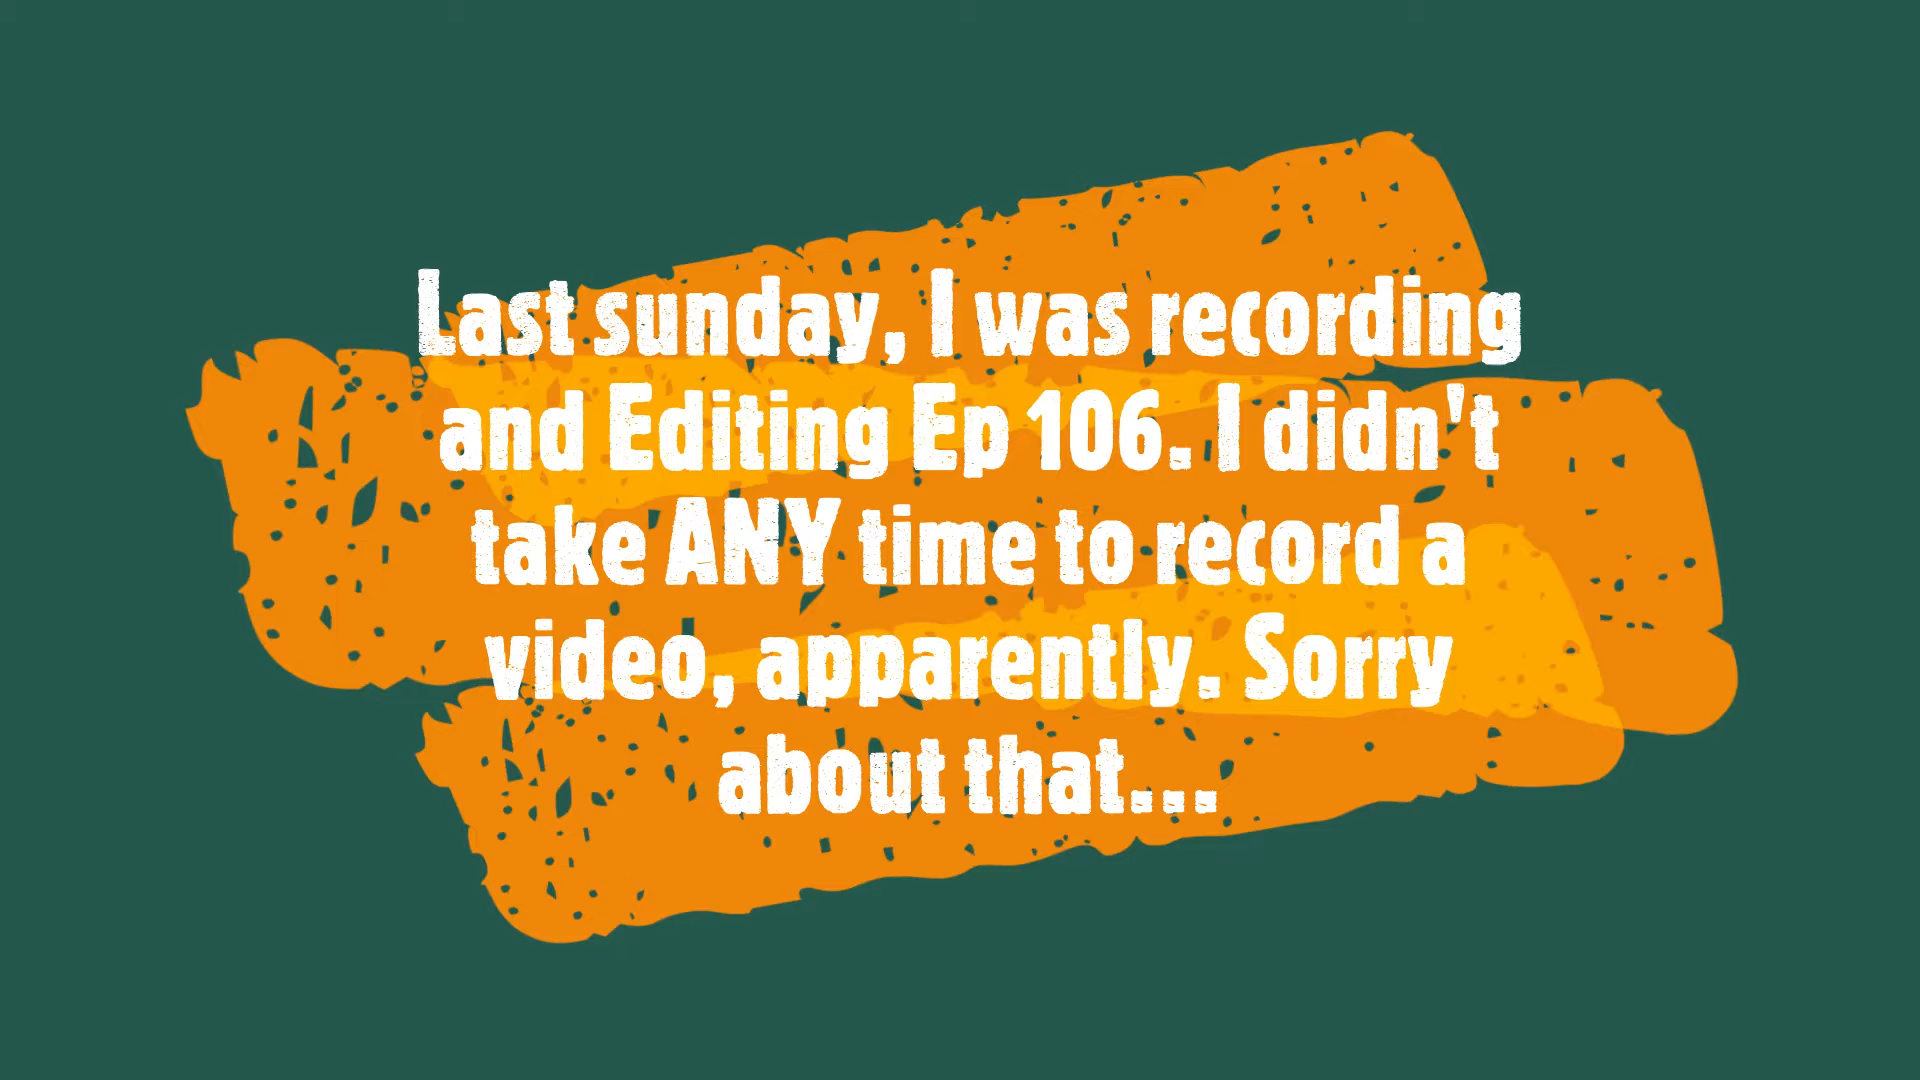 Last sunday, I was recording
and Editing Ep 106. I didn't
take ANY time to record a
video, apparently. Sorry
about that...